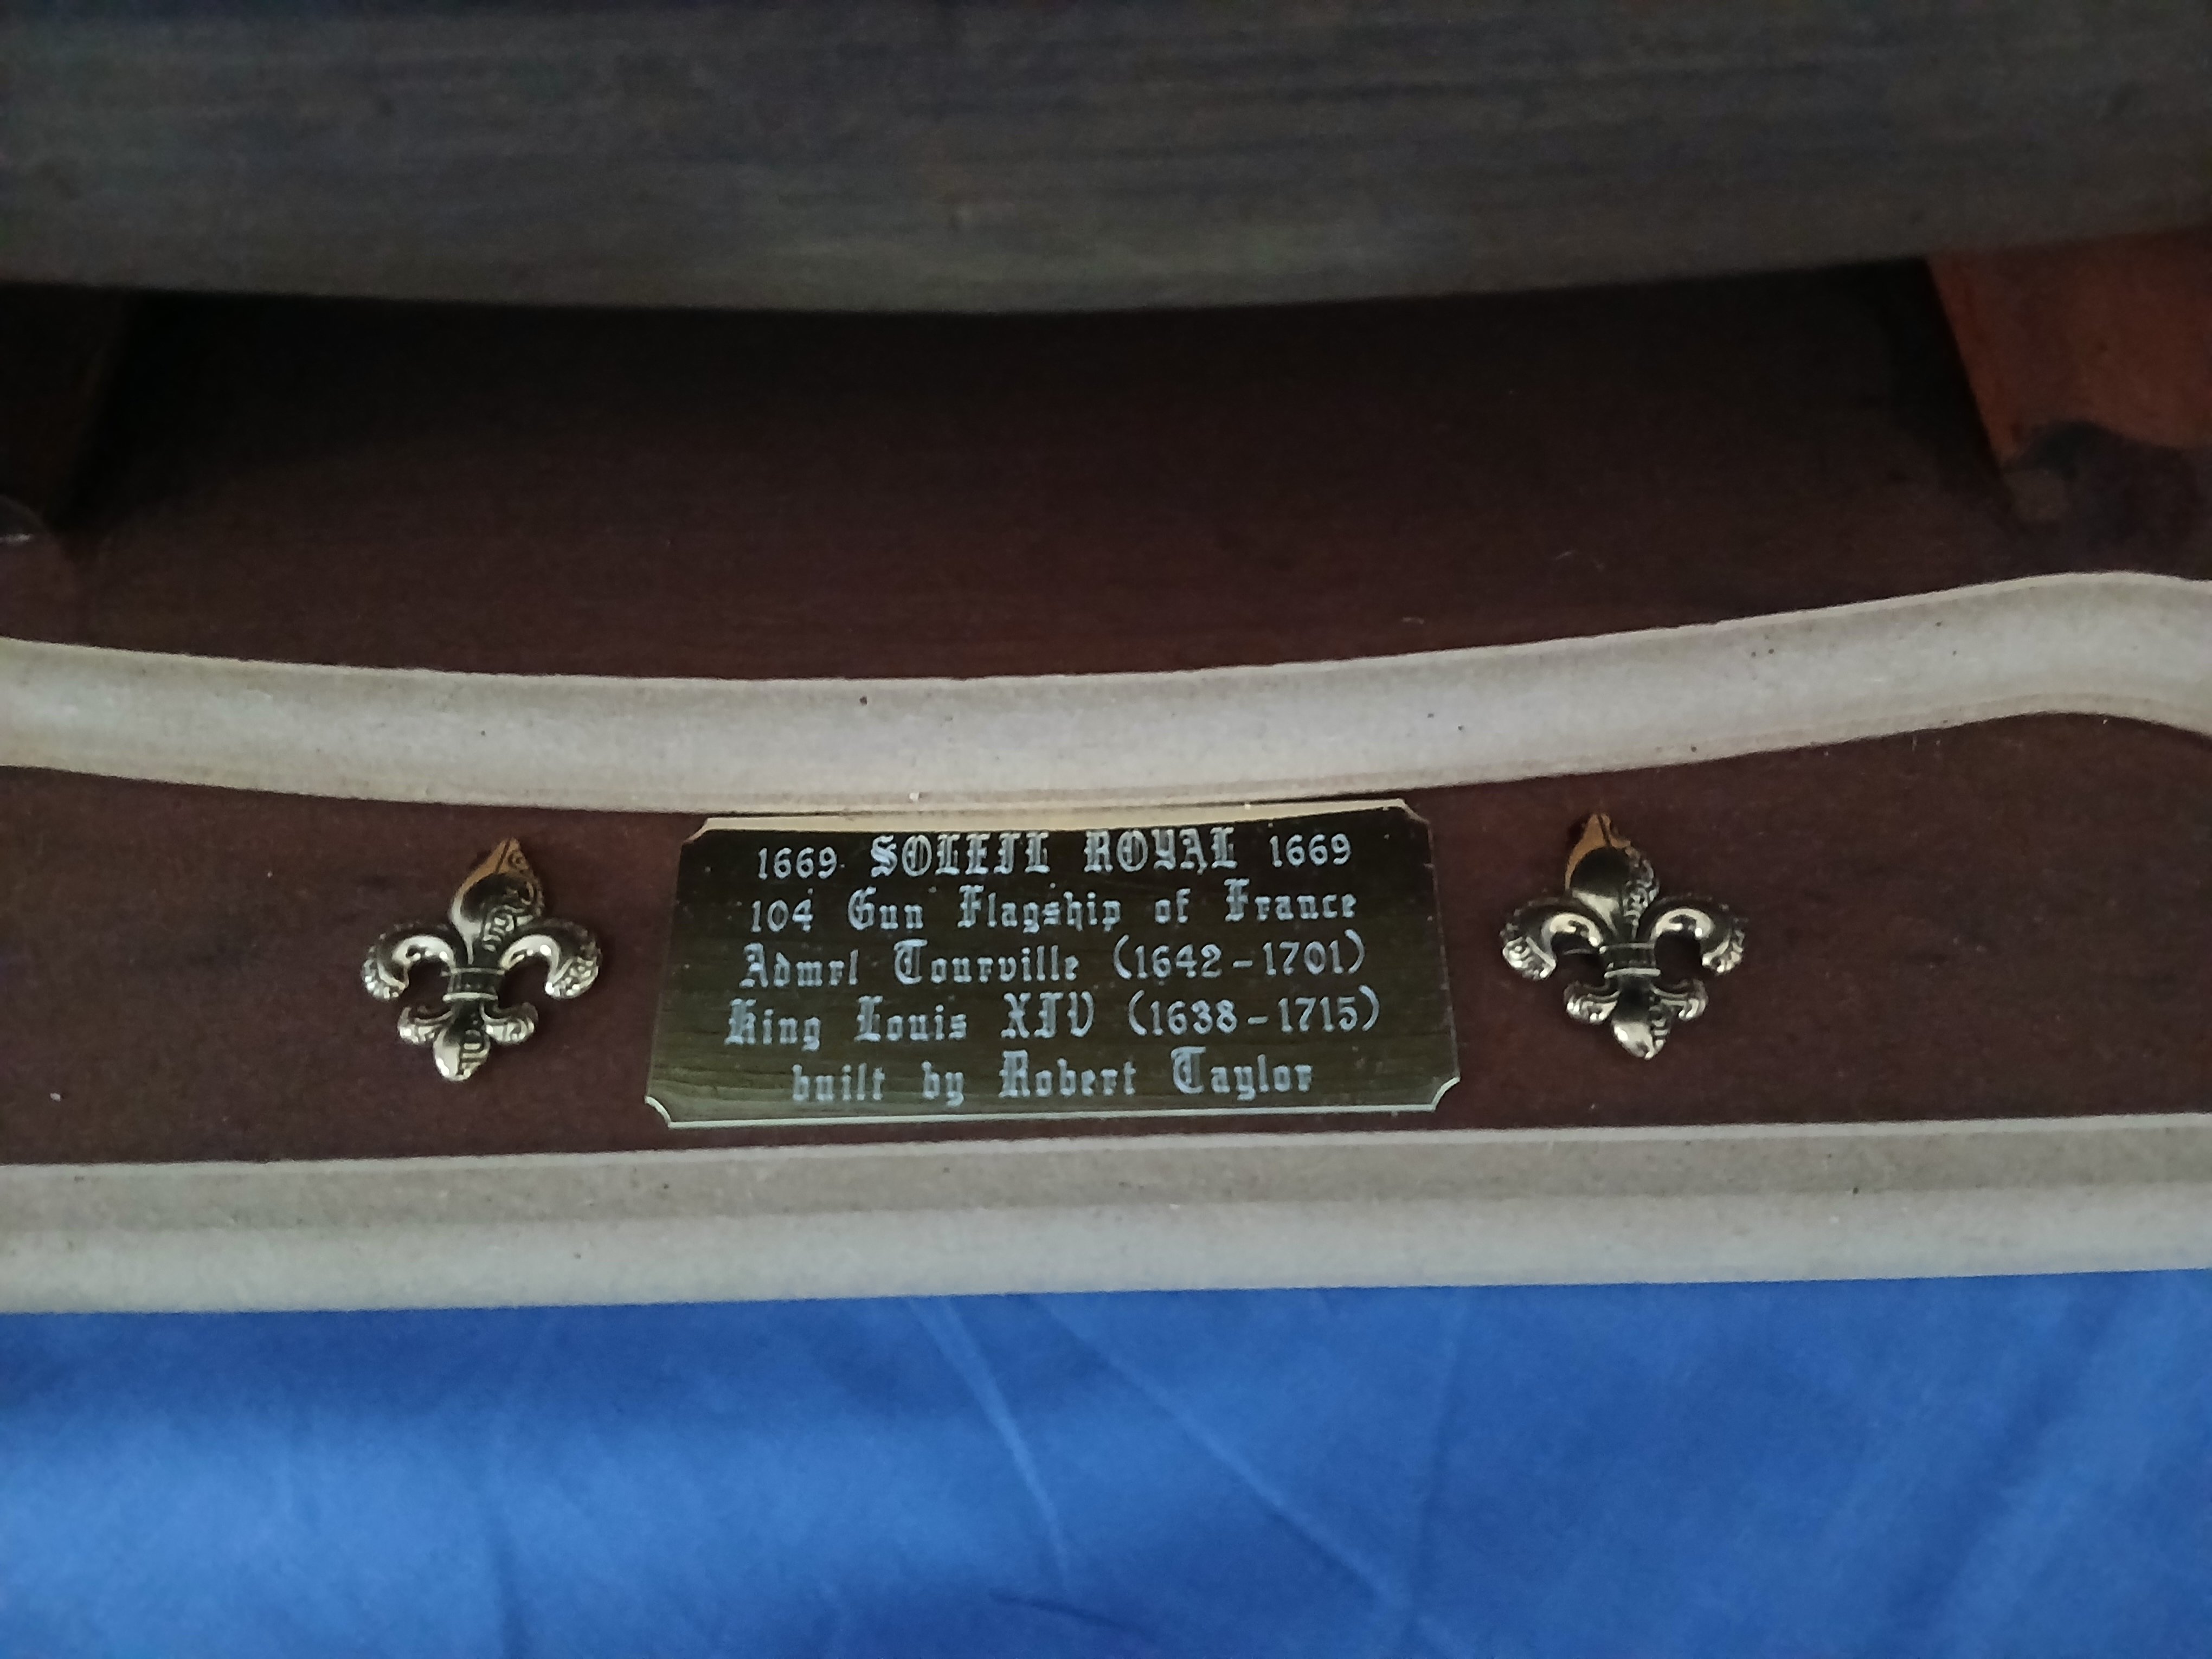 1669 SOLEIL ROYAL 1669
104 Gun Flagship of France
Admrl Tourville (1642-1701)
King Louis XIV (1638-1715)
built by Robert Taylor